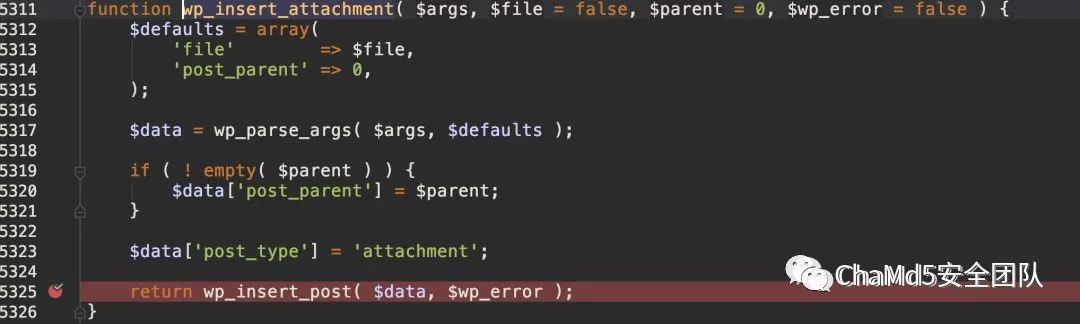 5311 function wp_insert_attachment( $args, $file = false, $parent = 0, $wp_error = false ) {
5312     $defaults = array(
5313         'file'        => $file,
5314         'post_parent' => 0,
5315     );
5316
5317     $data = wp_parse_args( $args, $defaults );
5318
5319     if ( ! empty( $parent ) ) {
5320         $data['post_parent'] = $parent;
5321     }
5322
5323     $data['post_type'] = 'attachment';
5324
5325     return wp_insert_post( $data, $wp_error );
5326 }
ChaMd5安全团队